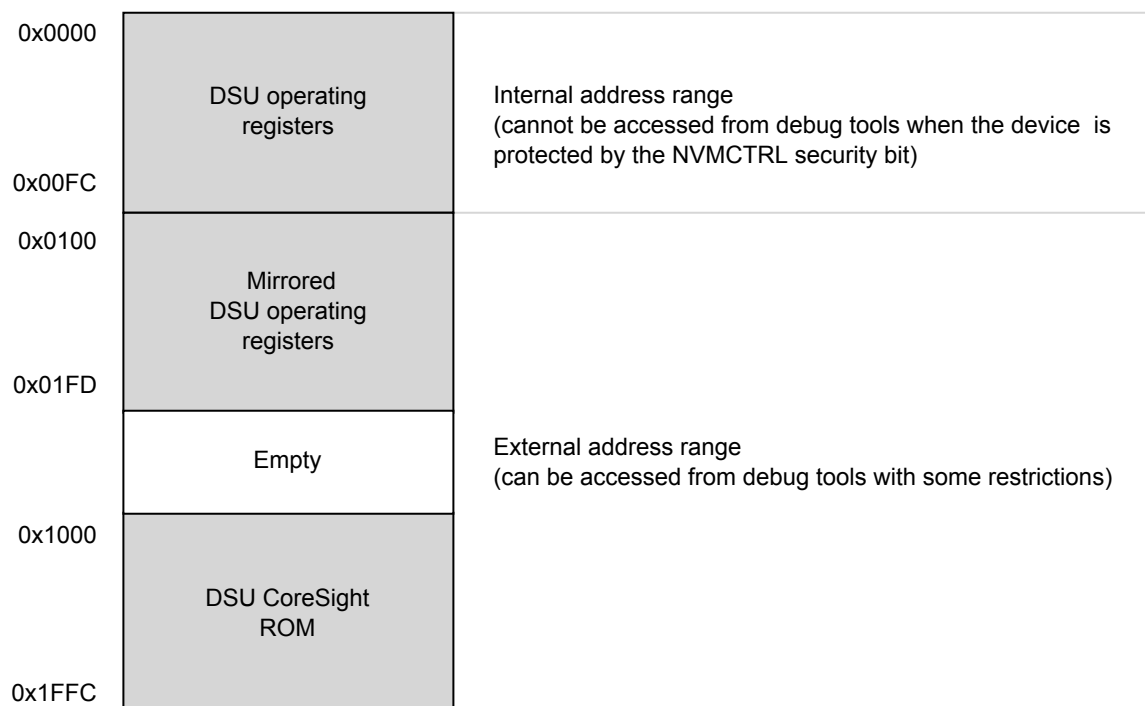 0x0000
DSU operating
registers
Internal address range
(cannot be accessed from debug tools when the device is
protected by the NVMCTRL security bit)
0x00FC
0x0100
Mirrored
DSU operating
registers
0x01FD
Empty
External address range
(can be accessed from debug tools with some restrictions)
0x1000
DSU CoreSight
ROM
0x1FFC